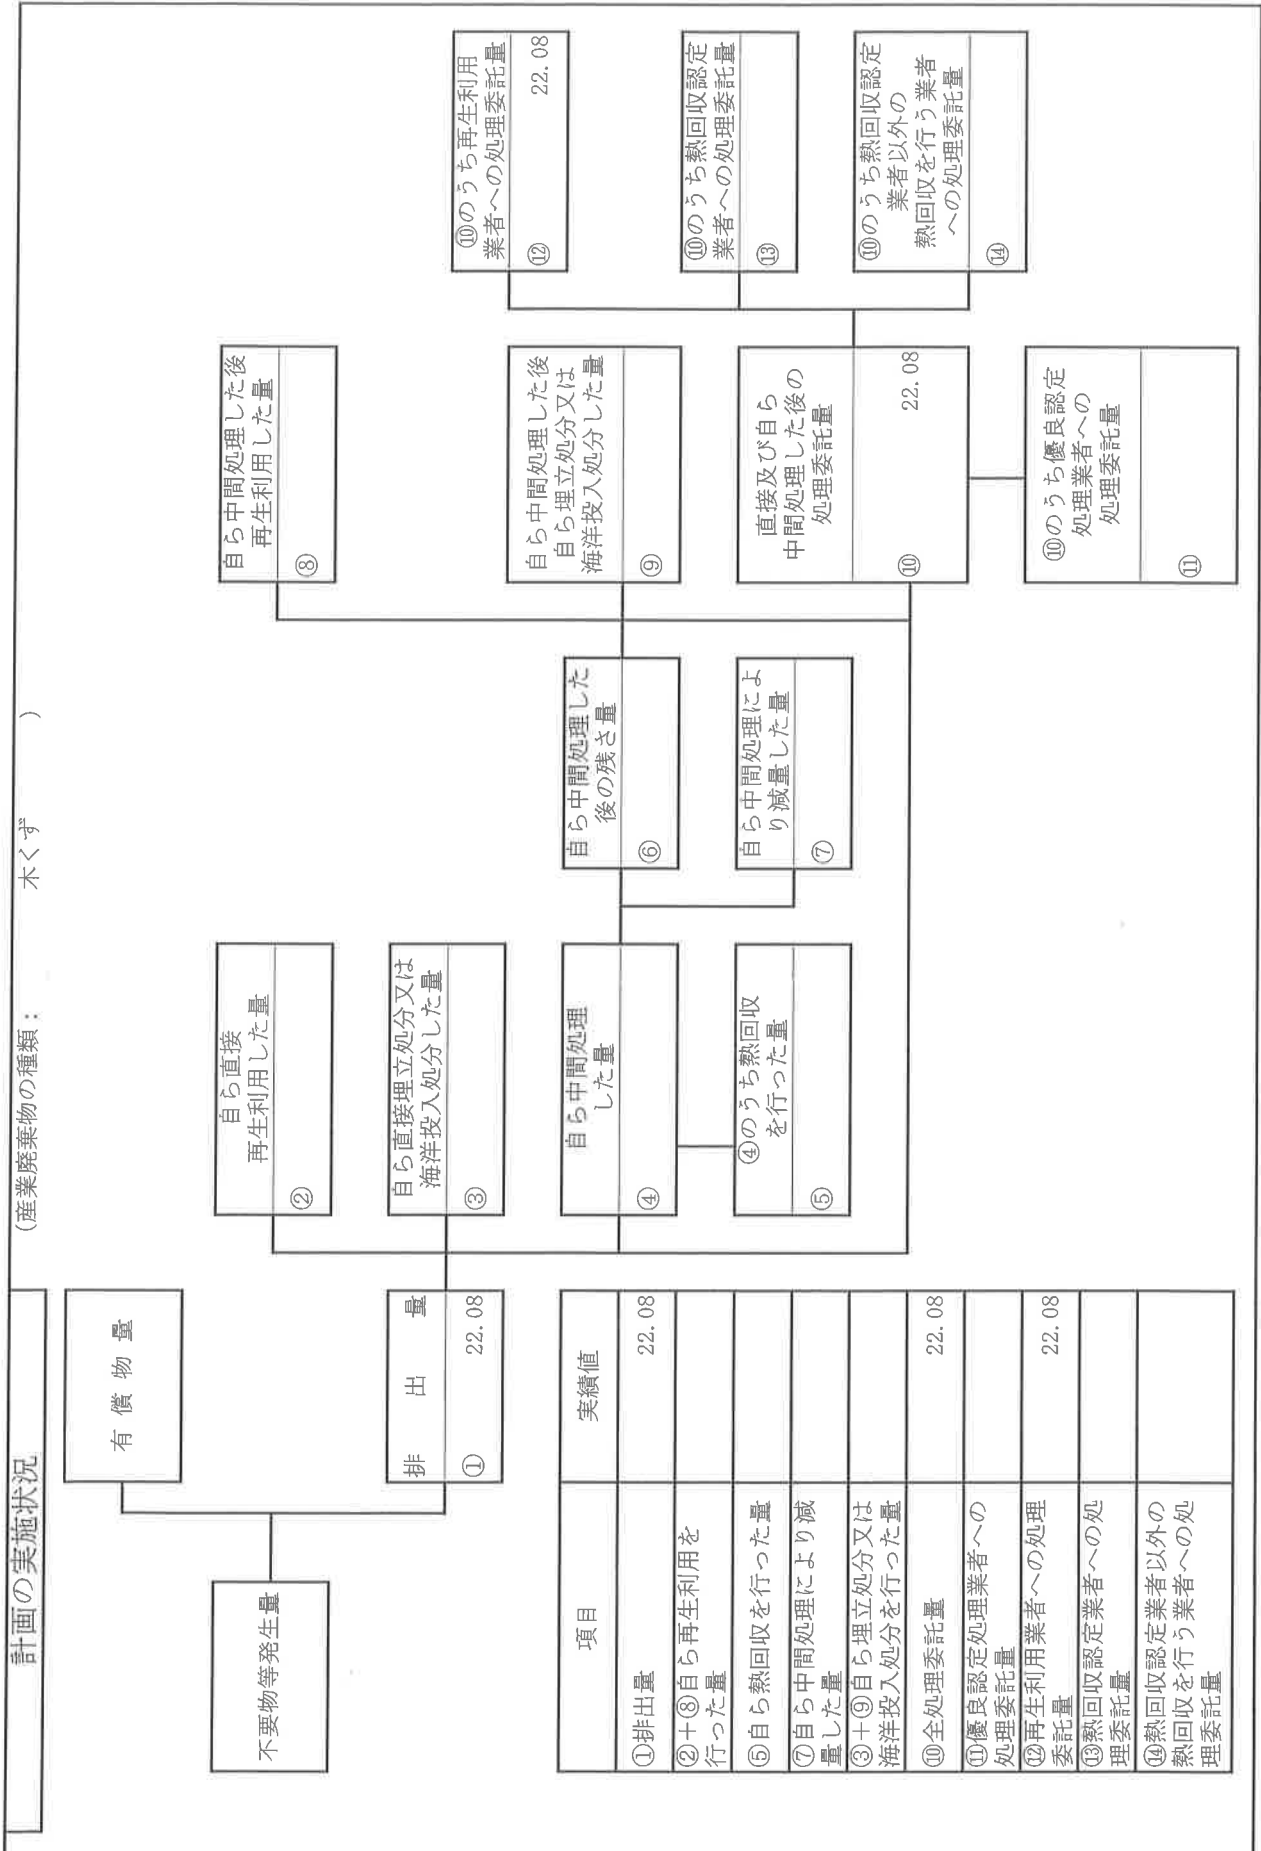 計画の実施状況
(産業廃棄物の種類： 木くず )
不要物等発生量
有償物量
排出量
① 22.08
自ら直接
再生利用した量
②
自ら直接埋立処分又は
海洋投入処分した量
③
自ら中間処理
した量
④
④のうち熱回収
を行った量
⑤
自ら中間処理した
後の残さ量
⑥
自ら中間処理によ
り減量した量
⑦
自ら中間処理した後
再生利用した量
⑧
自ら中間処理した後
自ら埋立処分又は
海洋投入処分した量
⑨
直接及び自ら
中間処理した後の
処理委託量
⑩ 22.08
⑩のうち優良認定
処理業者への
処理委託量
⑪
⑩のうち再生利用
業者への処理委託量
⑫ 22.08
⑩のうち熱回収認定
業者への処理委託量
⑬
⑩のうち熱回収認定
業者以外の
熱回収を行う業者
への処理委託量
⑭
項目 実績値
①排出量 22.08
②＋⑧自ら再生利用を
行った量
⑤自ら熱回収を行った量
⑦自ら中間処理により減
量した量
③＋⑨自ら埋立処分又は
海洋投入処分を行った量
⑩全処理委託量 22.08
⑪優良認定処理業者への
処理委託量
⑫再生利用業者への処理
委託量 22.08
⑬熱回収認定業者への処
理委託量
⑭熱回収認定業者以外の
熱回収を行う業者への処
理委託量